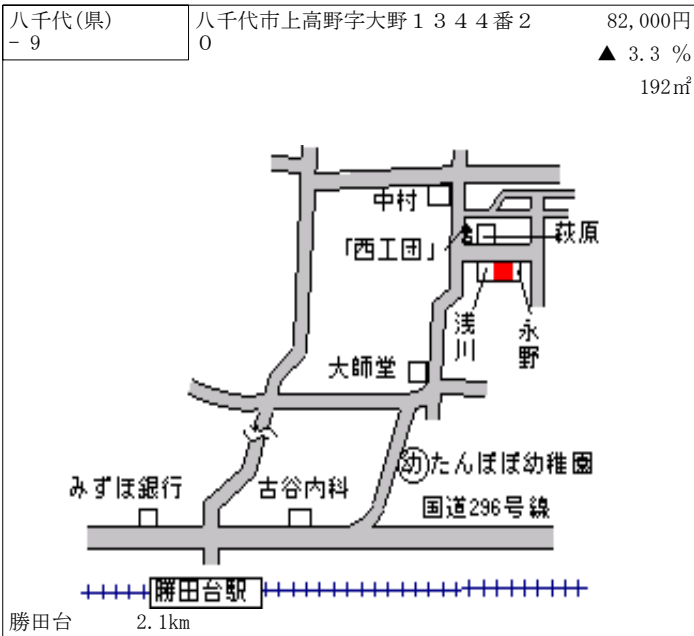 八千代(県)
- 9
八千代市上高野字大野１３４４番２
０
82,000円
▲ 3.3 %
192㎡
中村
「西工団」
萩原
浅川
永野
大師堂
幼たんぽぽ幼稚園
みずほ銀行
古谷内科
国道296号線
勝田台駅
勝田台 2.1km